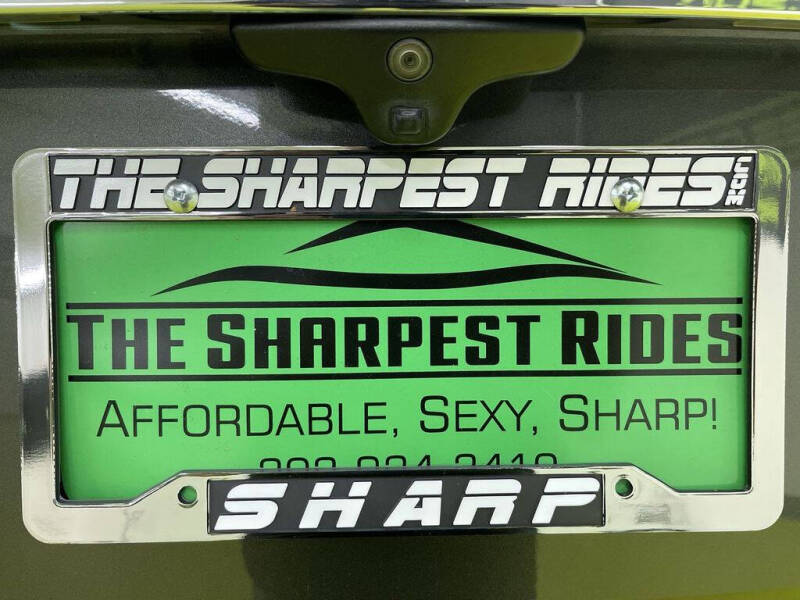 THE SHARPEST RIDES.COM
THE SHARPEST RIDES
AFFORDABLE, SEXY, SHARP!
SHARP